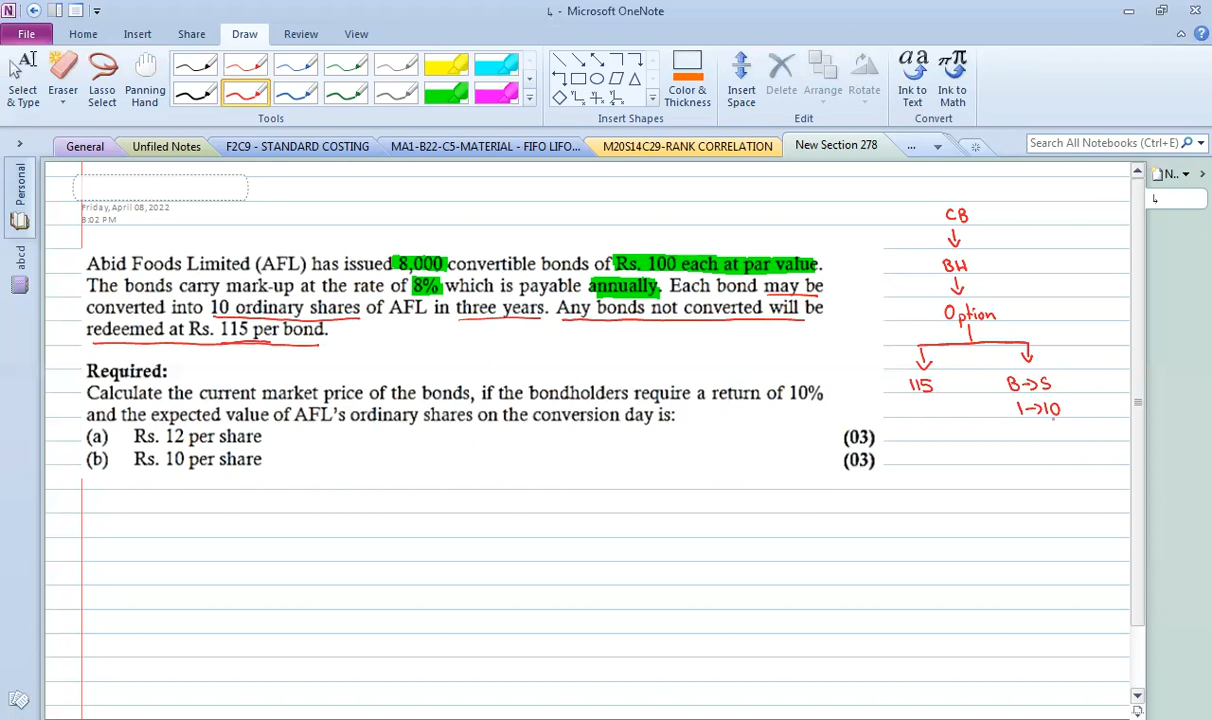 ↳ - Microsoft OneNote
File
Home
Insert
Share
Draw
Review
View
Select & Type
Eraser
Lasso Select
Panning Hand
Color & Thickness
Insert Space
Delete
Arrange
Rotate
Ink to Text
Ink to Math
Tools
Insert Shapes
Edit
Convert
General
Unfiled Notes
F2C9 - STANDARD COSTING
MA1-B22-C5-MATERIAL - FIFO LIFO...
M20S14C29-RANK CORRELATION
New Section 278
...
Search All Notebooks (Ctrl+E)
Personal
abcd
N..
Friday, April 08, 2022
8:02 PM
Abid Foods Limited (AFL) has issued 8,000 convertible bonds of Rs. 100 each at par value.
The bonds carry mark-up at the rate of 8% which is payable annually. Each bond may be
converted into 10 ordinary shares of AFL in three years. Any bonds not converted will be
redeemed at Rs. 115 per bond.
Required:
Calculate the current market price of the bonds, if the bondholders require a return of 10%
and the expected value of AFL's ordinary shares on the conversion day is:
(a) Rs. 12 per share (03)
(b) Rs. 10 per share (03)
CB
BH
Option
115 B→S
1→10